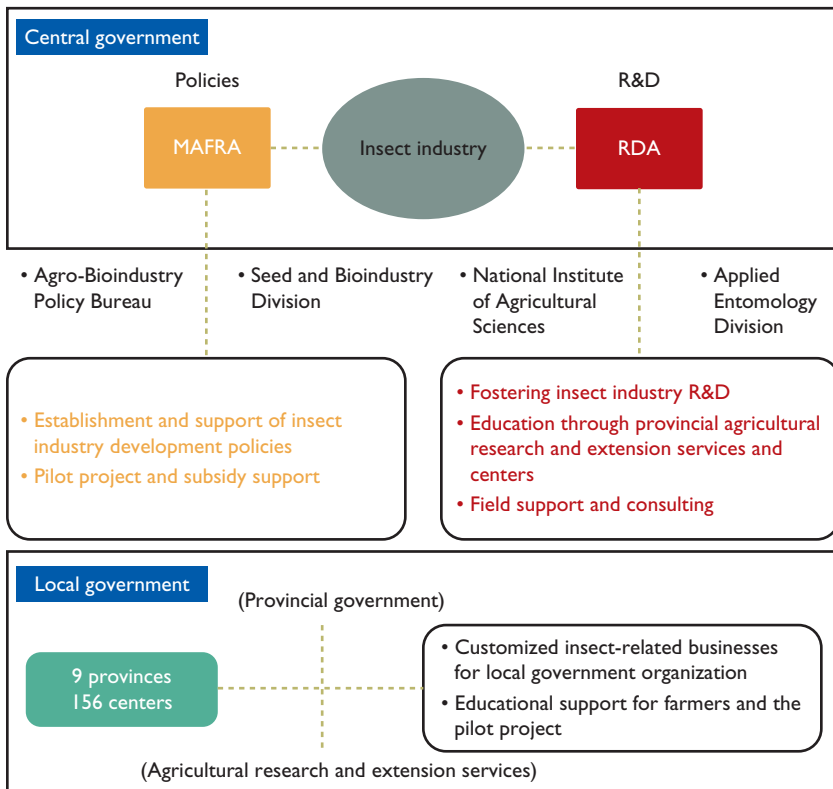 Central government
Policies
R&D
MAFRA
Insect industry
RDA
• Agro-Bioindustry
Policy Bureau
• Seed and Bioindustry
Division
• National Institute
of Agricultural
Sciences
• Applied
Entomology
Division
• Establishment and support of insect
industry development policies
• Pilot project and subsidy support
• Fostering insect industry R&D
• Education through provincial agricultural
research and extension services and
centers
• Field support and consulting
Local government
(Provincial government)
9 provinces
156 centers
• Customized insect-related businesses
for local government organization
• Educational support for farmers and the
pilot project
(Agricultural research and extension services)